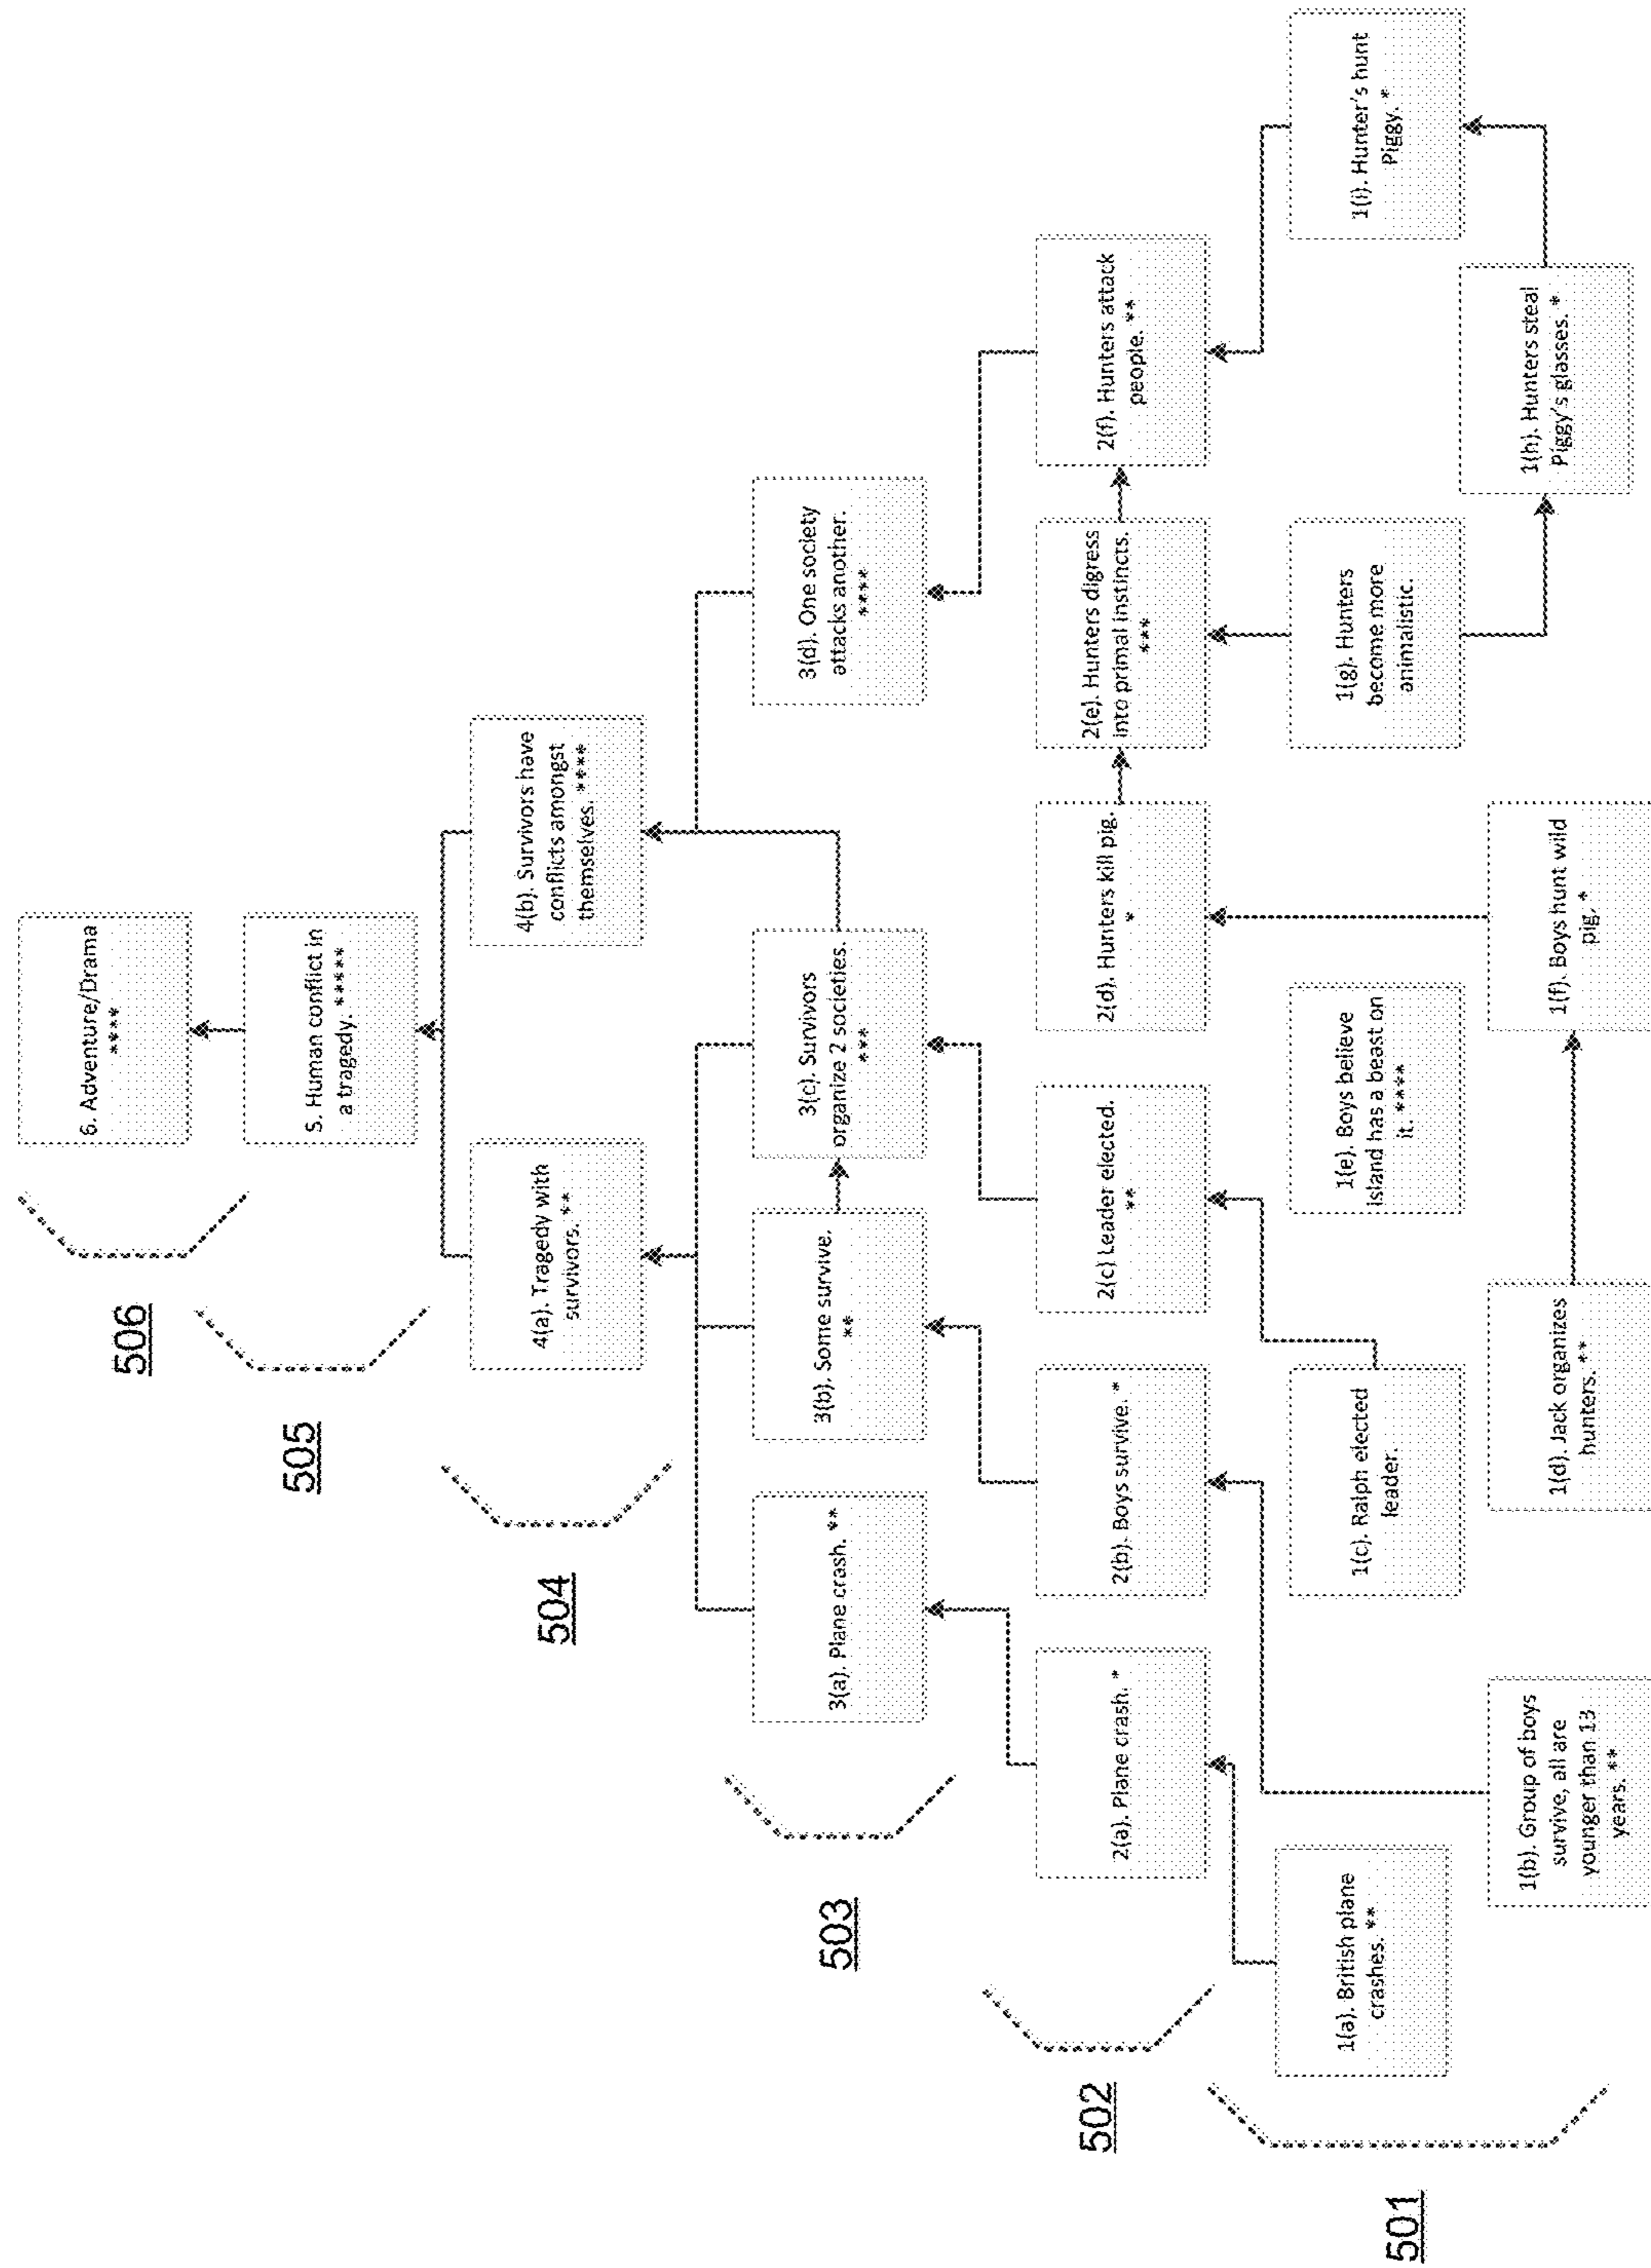 6. Adventure/Drama
****
506
5. Human conflict in
a tragedy. *****
505
4(a). Tragedy with
survivors. **
4(b). Survivors have
conflicts amongst
themselves. ****
504
3(a). Plane crash. **
3(b). Some survive.
**
3(c). Survivors
organize 2 societies.
***
3(d). One society
attacks another.
****
503
2(a). Plane crash. *
2(b). Boys survive. *
2(c) Leader elected.
**
2(d). Hunters kill pig.
*
2(e). Hunters digress
into primal instincts.
***
2(f). Hunters attack
people. **
502
1(a). British plane
crashes. **
1(b). Group of boys
survive, all are
younger than 13
years. **
1(c). Ralph elected
leader.
1(d). Jack organizes
hunters. **
1(e). Boys believe
island has a beast on
it. ****
1(f). Boys hunt wild
pig. *
1(g). Hunters
become more
animalistic.
1(h). Hunters steal
Piggy's glasses. *
1(i). Hunter's hunt
Piggy. *
501